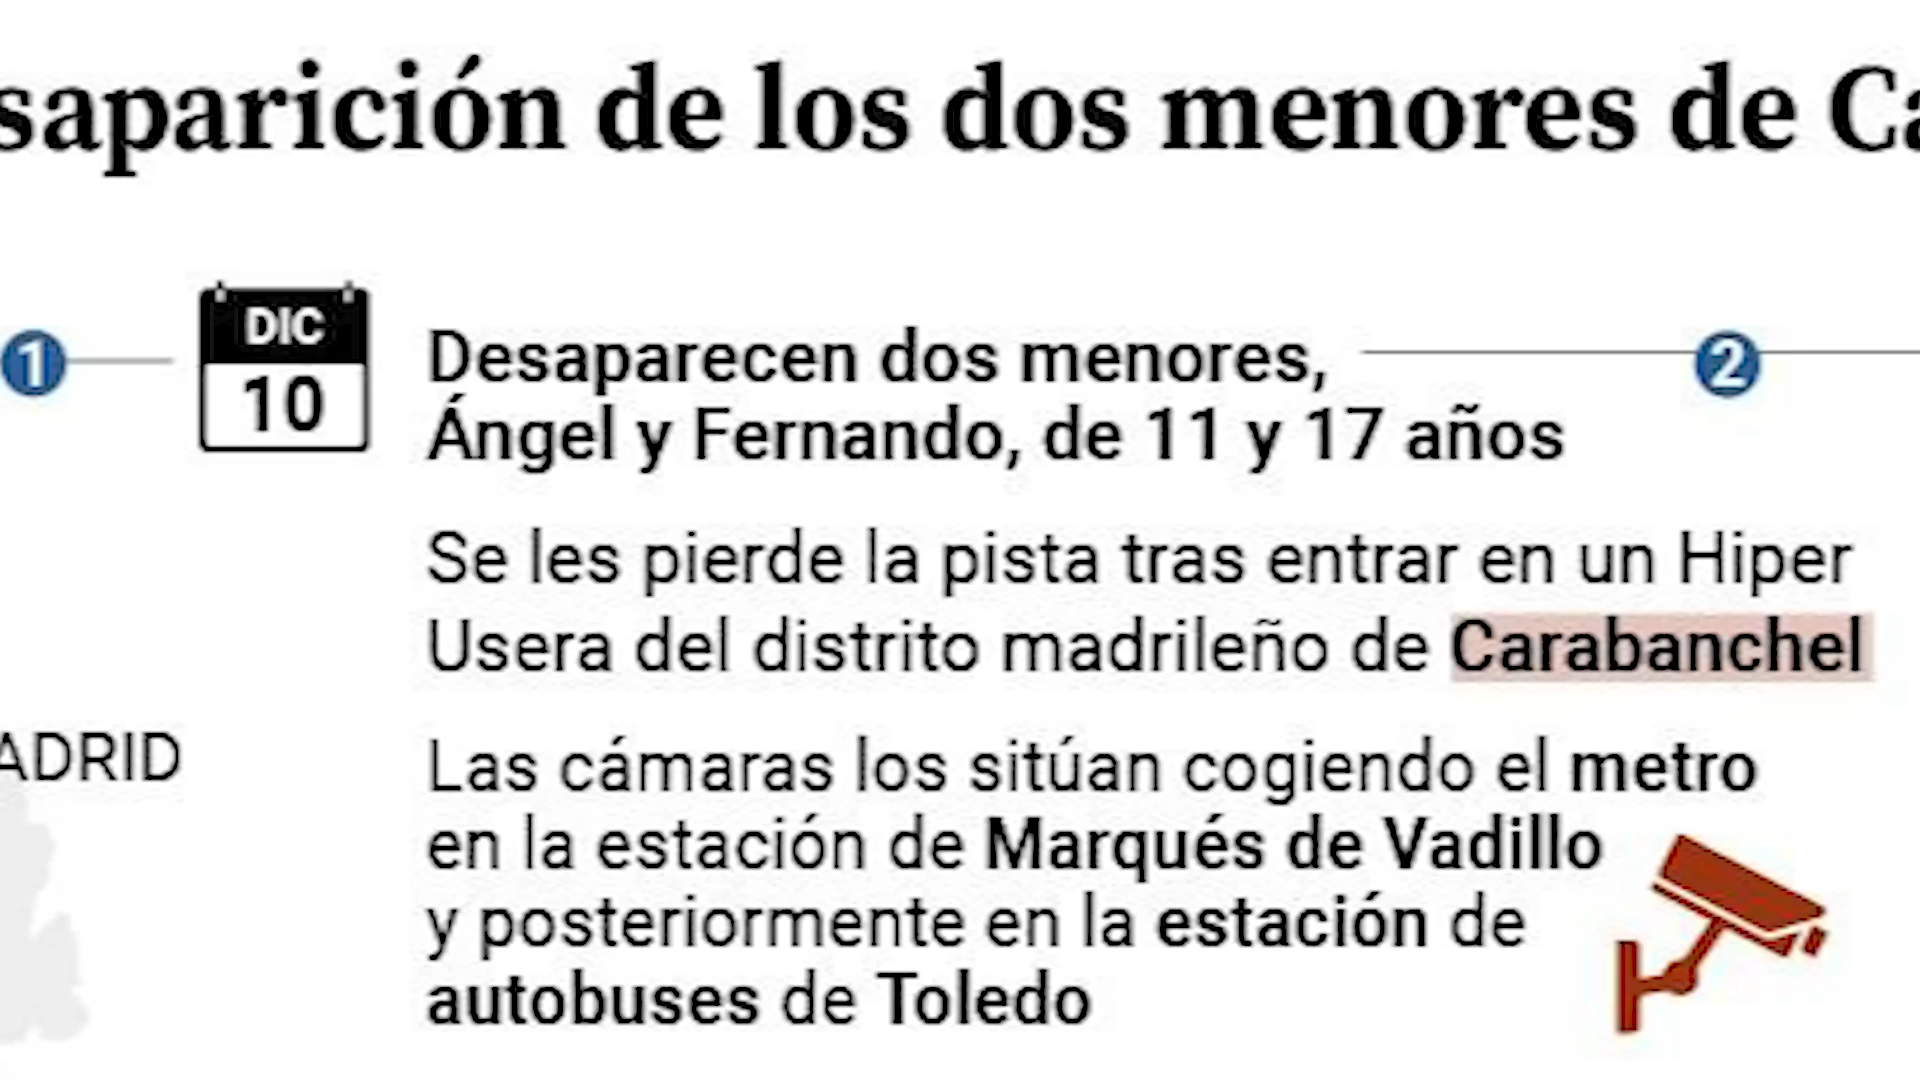 saparición de los dos menores de Ca
1
DIC
10
Desaparecen dos menores,
Ángel y Fernando, de 11 y 17 años
2
Se les pierde la pista tras entrar en un Hiper
Usera del distrito madrileño de Carabanchel
ADRID
Las cámaras los sitúan cogiendo el metro
en la estación de Marqués de Vadillo
y posteriormente en la estación de
autobuses de Toledo